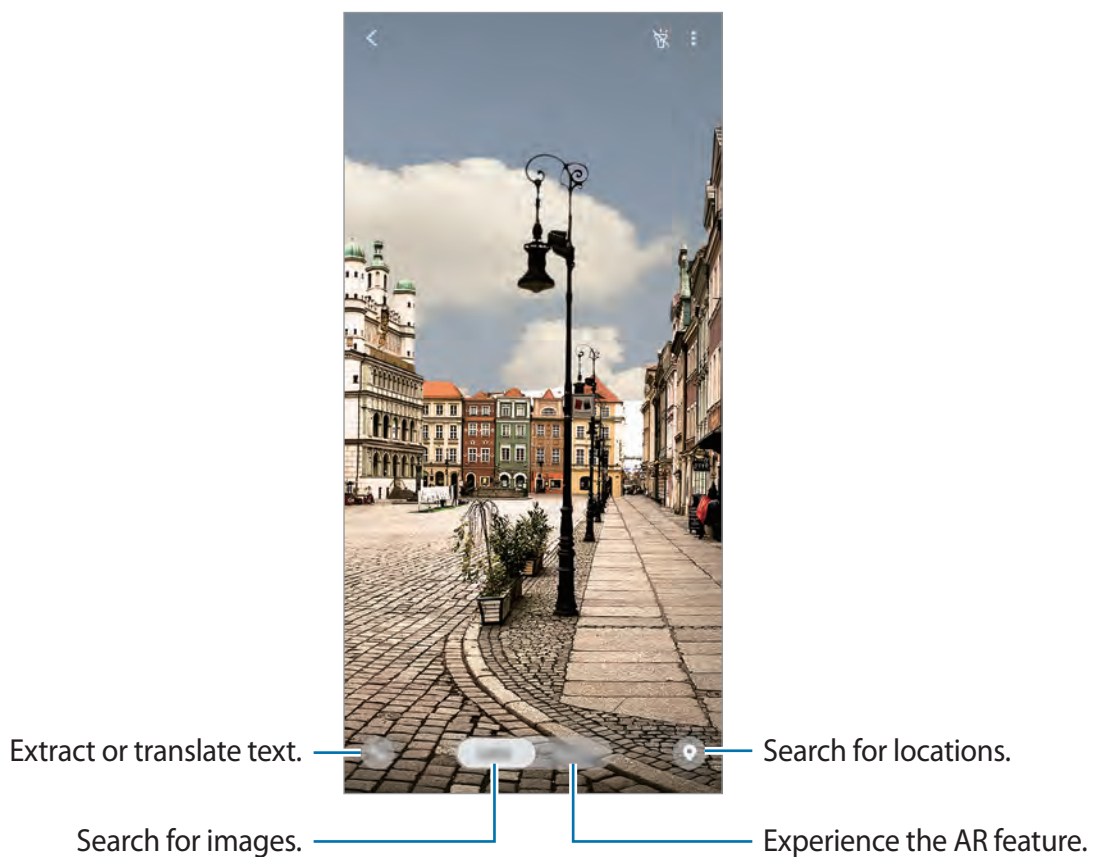 Extract or translate text.
Search for locations.
Search for images.
Experience the AR feature.